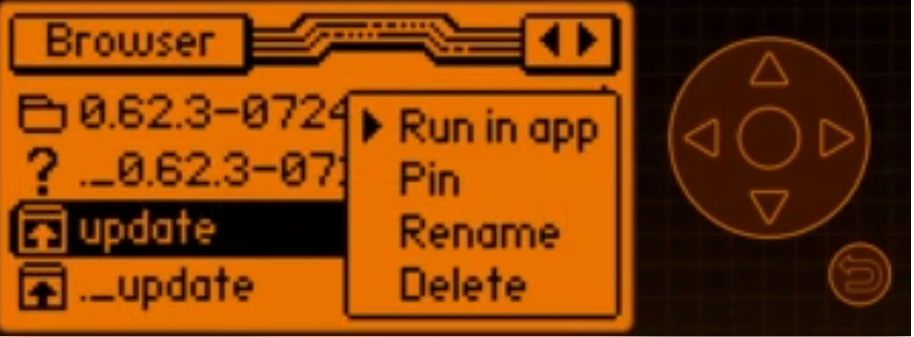 Browser
0.62.3-0724
._0.62.3-07
update
._update
Run in app
Pin
Rename
Delete